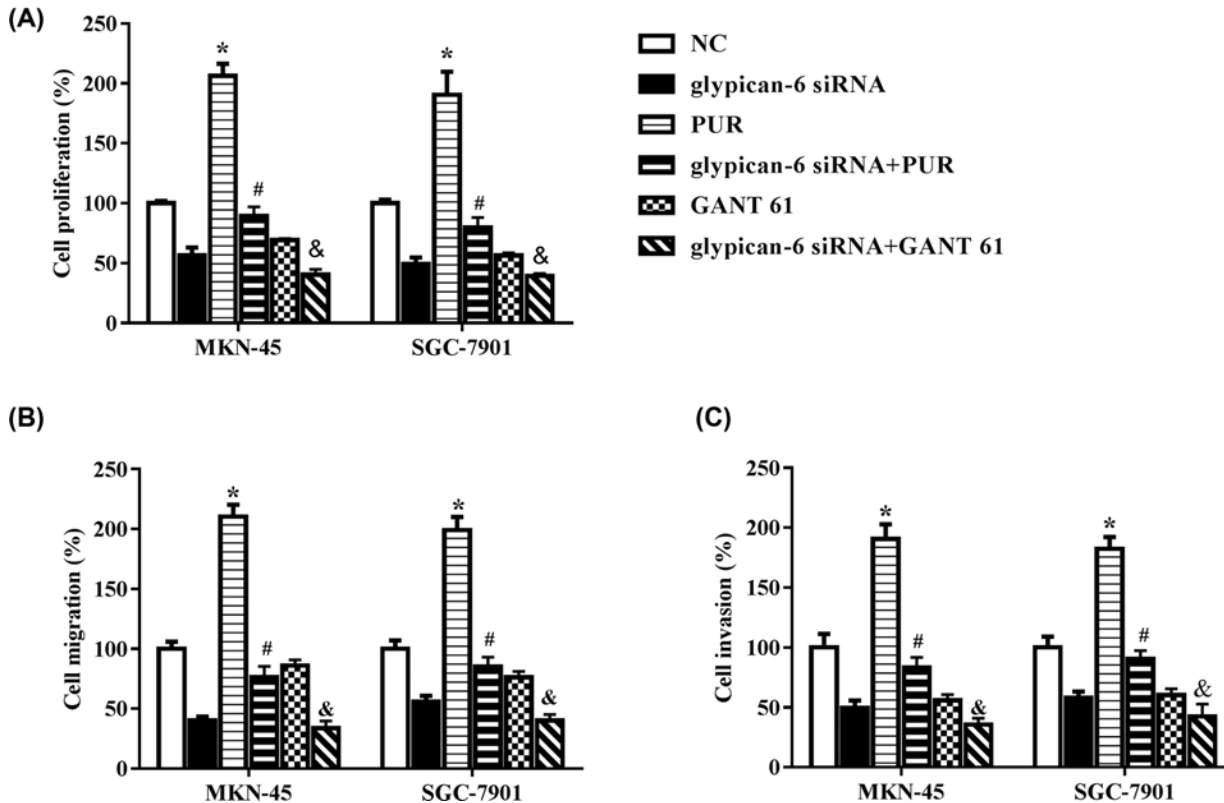 (A)
Cell proliferation (%)
250
200
150
100
50
0
*
#
&
*
#
&
MKN-45
SGC-7901
NC
glypican-6 siRNA
PUR
glypican-6 siRNA+PUR
GANT 61
glypican-6 siRNA+GANT 61
(B)
Cell migration (%)
250
200
150
100
50
0
*
#
&
*
#
&
MKN-45
SGC-7901
(C)
Cell invasion (%)
250
200
150
100
50
0
*
#
&
*
#
&
MKN-45
SGC-7901